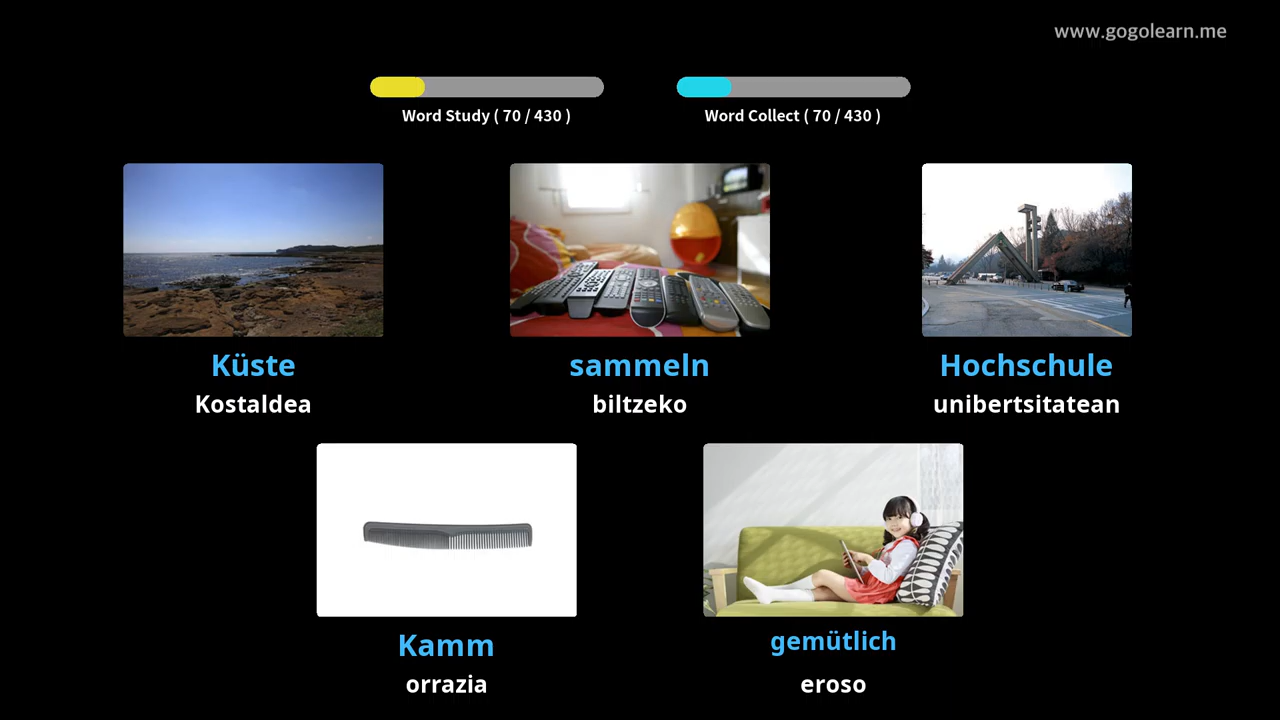 www.gogolearn.me
Word Study ( 70 / 430 )
Word Collect ( 70 / 430 )
Küste
sammeln
Hochschule
Kostaldea
biltzeko
unibertsitatean
Kamm
gemütlich
orrazia
eroso